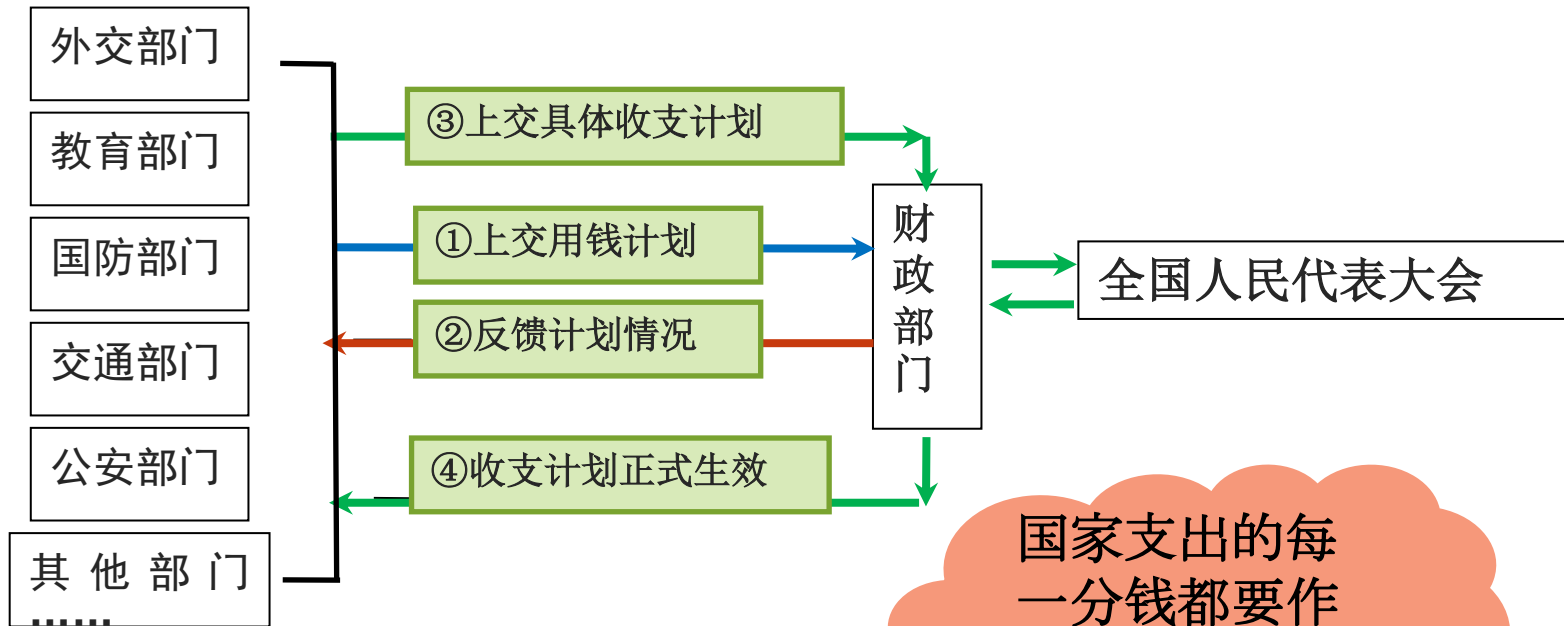 外交部门
教育部门
国防部门
交通部门
公安部门
其他部门
……
③上交具体收支计划
①上交用钱计划
②反馈计划情况
④收支计划正式生效
财
政
部
门
全国人民代表大会
国家支出的每
一分钱都要作